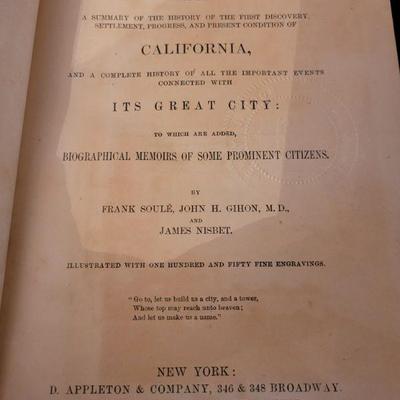 A SUMMARY OF THE HISTORY OF THE FIRST DISCOVERY,
SETTLEMENT, PROGRESS, AND PRESENT CONDITION OF
CALIFORNIA,
AND A COMPLETE HISTORY OF ALL THE IMPORTANT EVENTS
CONNECTED WITH
ITS GREAT CITY:
TO WHICH ARE ADDED,
BIOGRAPHICAL MEMOIRS OF SOME PROMINENT CITIZENS.
BY
FRANK SOULÉ, JOHN H. GIHON, M.D.,
AND
JAMES NISBET.
ILLUSTRATED WITH ONE HUNDRED AND FIFTY FINE ENGRAVINGS.
"Go to, let us build us a city, and a tower,
Whose top may reach unto heaven;
And let us make us a name."
NEW YORK:
D. APPLETON & COMPANY, 346 & 348 BROADWAY.